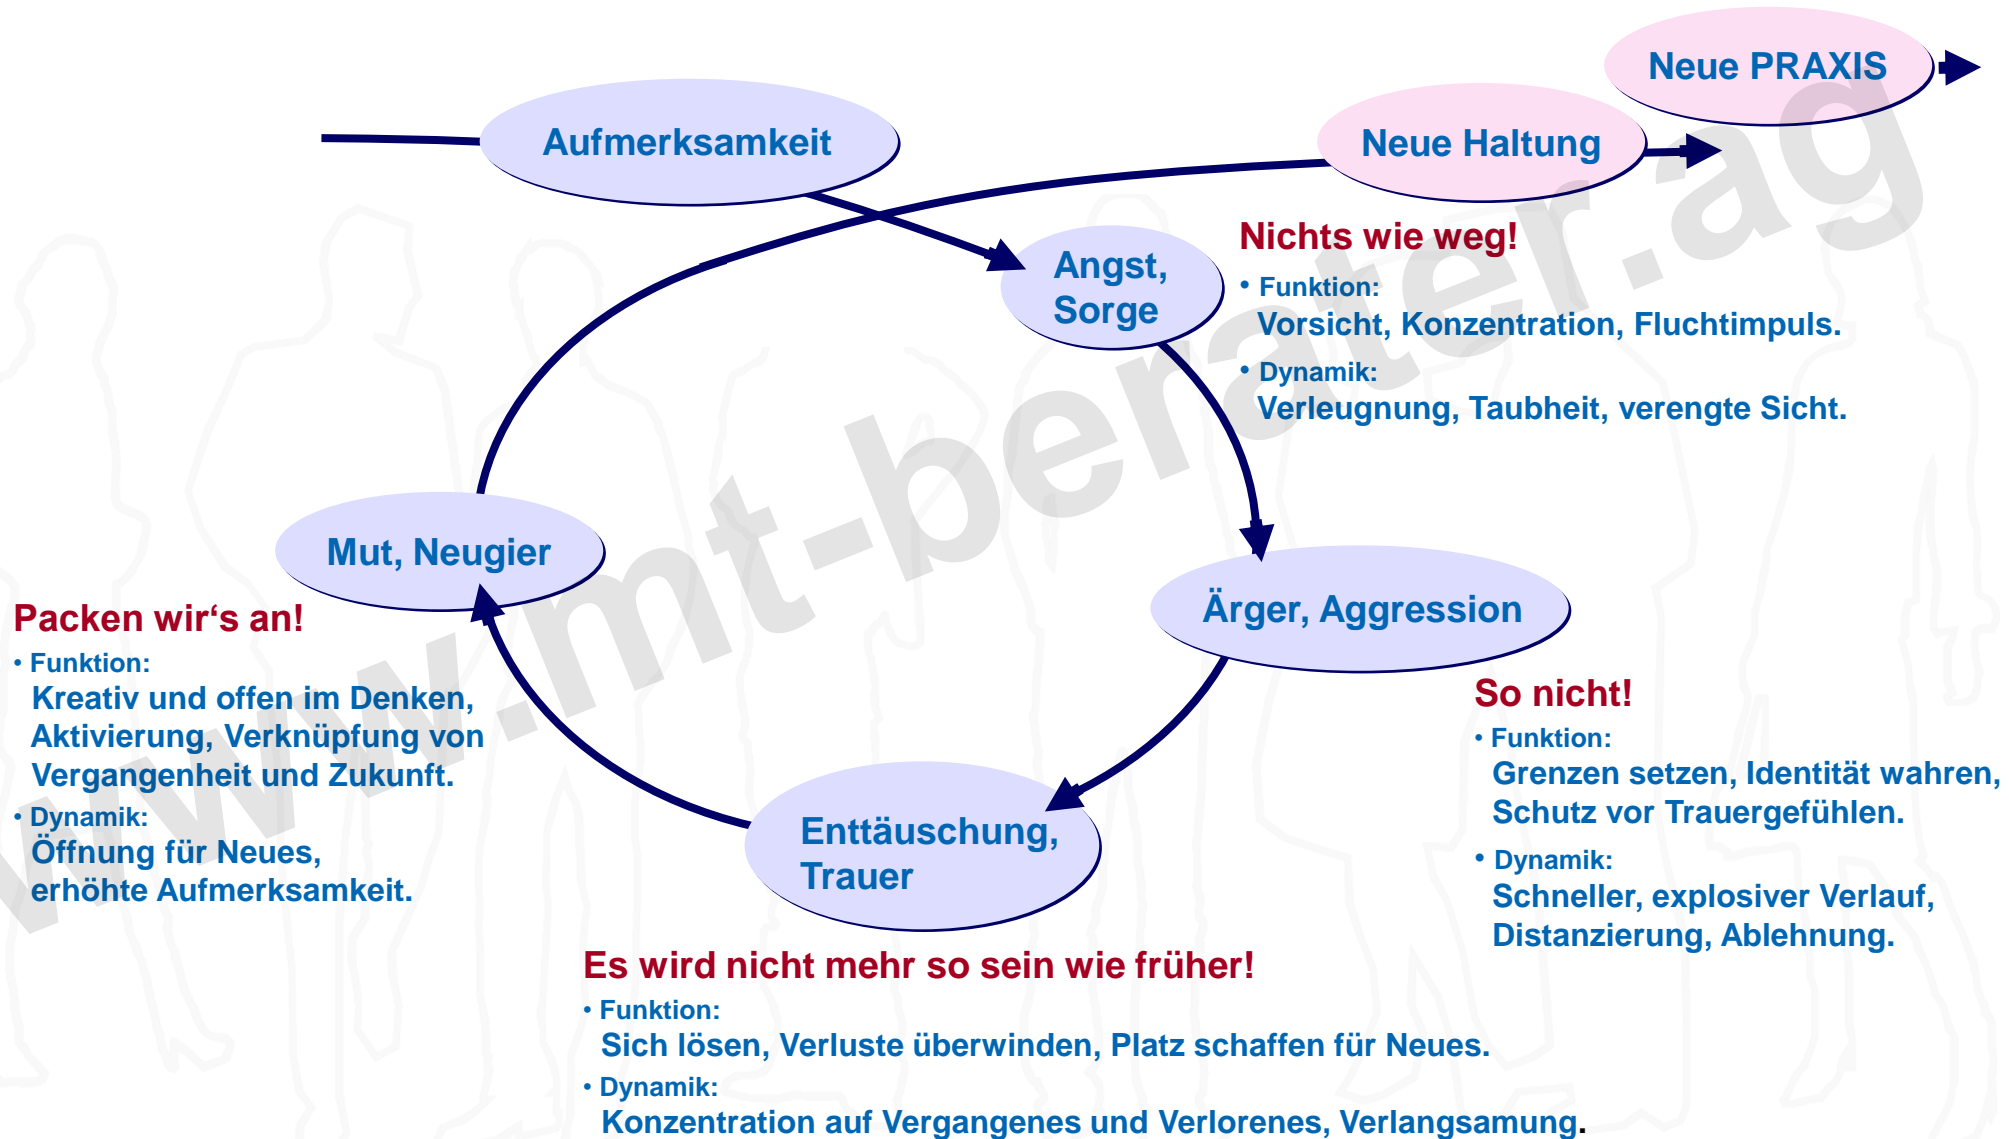 Neue PRAXIS
Aufmerksamkeit
Neue Haltung
Angst,
Sorge
Nichts wie weg!
• Funktion:
Vorsicht, Konzentration, Fluchtimpuls.
• Dynamik:
Verleugnung, Taubheit, verengte Sicht.
Mut, Neugier
Ärger, Aggression
Packen wir‘s an!
• Funktion:
Kreativ und offen im Denken,
Aktivierung, Verknüpfung von
Vergangenheit und Zukunft.
• Dynamik:
Öffnung für Neues,
erhöhte Aufmerksamkeit.
So nicht!
• Funktion:
Grenzen setzen, Identität wahren,
Schutz vor Trauergefühlen.
• Dynamik:
Schneller, explosiver Verlauf,
Distanzierung, Ablehnung.
Enttäuschung,
Trauer
Es wird nicht mehr so sein wie früher!
• Funktion:
Sich lösen, Verluste überwinden, Platz schaffen für Neues.
• Dynamik:
Konzentration auf Vergangenes und Verlorenes, Verlangsamung.
www.mt-berater.ag